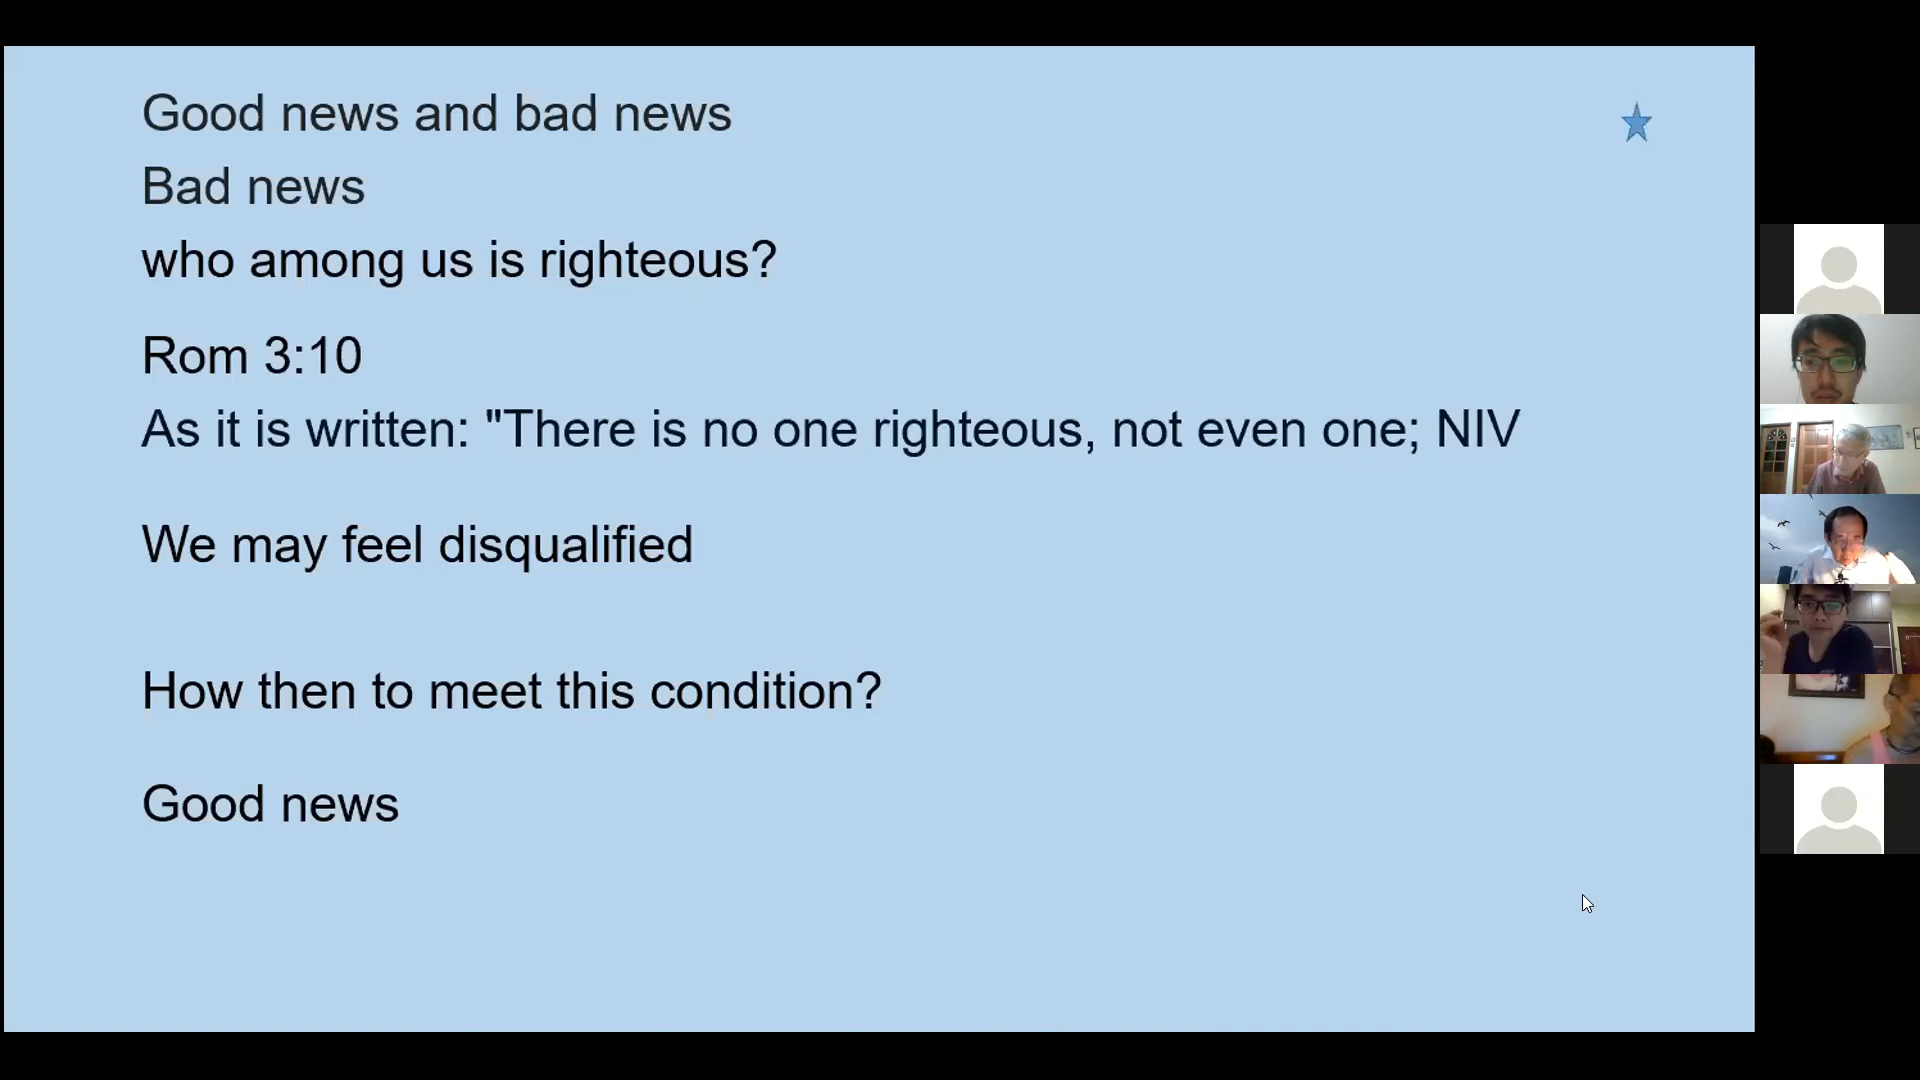 Good news and bad news
Bad news
who among us is righteous?
Rom 3:10
As it is written: "There is no one righteous, not even one; NIV
We may feel disqualified
How then to meet this condition?
Good news